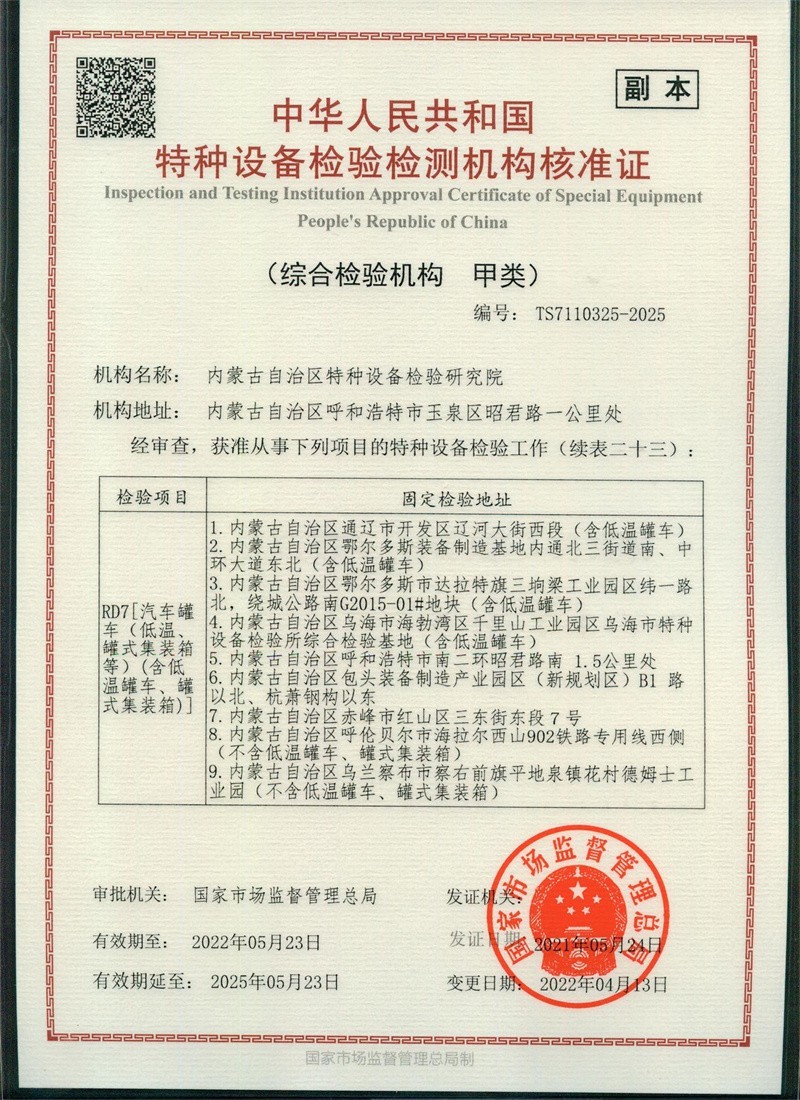 副 本
中华人民共和国
特种设备检验检测机构核准证
Inspection and Testing Institution Approval Certificate of Special Equipment
People's Republic of China
(综合检验机构 甲类)
编号: TS7110325-2025
机构名称: 内蒙古自治区特种设备检验研究院
机构地址: 内蒙古自治区呼和浩特市玉泉区昭君路一公里处
经审查,获准从事下列项目的特种设备检验工作(续表二十三):
检验项目 固定检验地址
RD7[汽车罐
车(低温、
罐式集装箱
等)(含低
温罐车、罐
式集装箱)]
1. 内蒙古自治区通辽市开发区辽河大街西段(含低温罐车)
2. 内蒙古自治区鄂尔多斯装备制造基地内通北三街道南、中
环大道东北(含低温罐车)
3. 内蒙古自治区鄂尔多斯市达拉特旗三垧梁工业园区纬一路
北,绕城公路南G2015-01#地块(含低温罐车)
4. 内蒙古自治区乌海市海勃湾区千里山工业园区乌海市特种
设备检验所综合检验基地(含低温罐车)
5. 内蒙古自治区呼和浩特市南二环昭君路南 1.5公里处
6. 内蒙古自治区包头装备制造产业园区(新规划区)B1 路
以北、杭萧钢构以东
7. 内蒙古自治区赤峰市红山区三东街东段 7 号
8. 内蒙古自治区呼伦贝尔市海拉尔西山902铁路专用线西侧
(不含低温罐车、罐式集装箱)
9. 内蒙古自治区乌兰察布市察右前旗平地泉镇花村德姆士工
业园(不含低温罐车、罐式集装箱)
审批机关: 国家市场监督管理总局
发证机关:
国家市场监督管理总局
有效期至: 2022年05月23日
发证日期: 2021年05月24日
有效期延至: 2025年05月23日
变更日期: 2022年04月13日
国家市场监督管理总局制